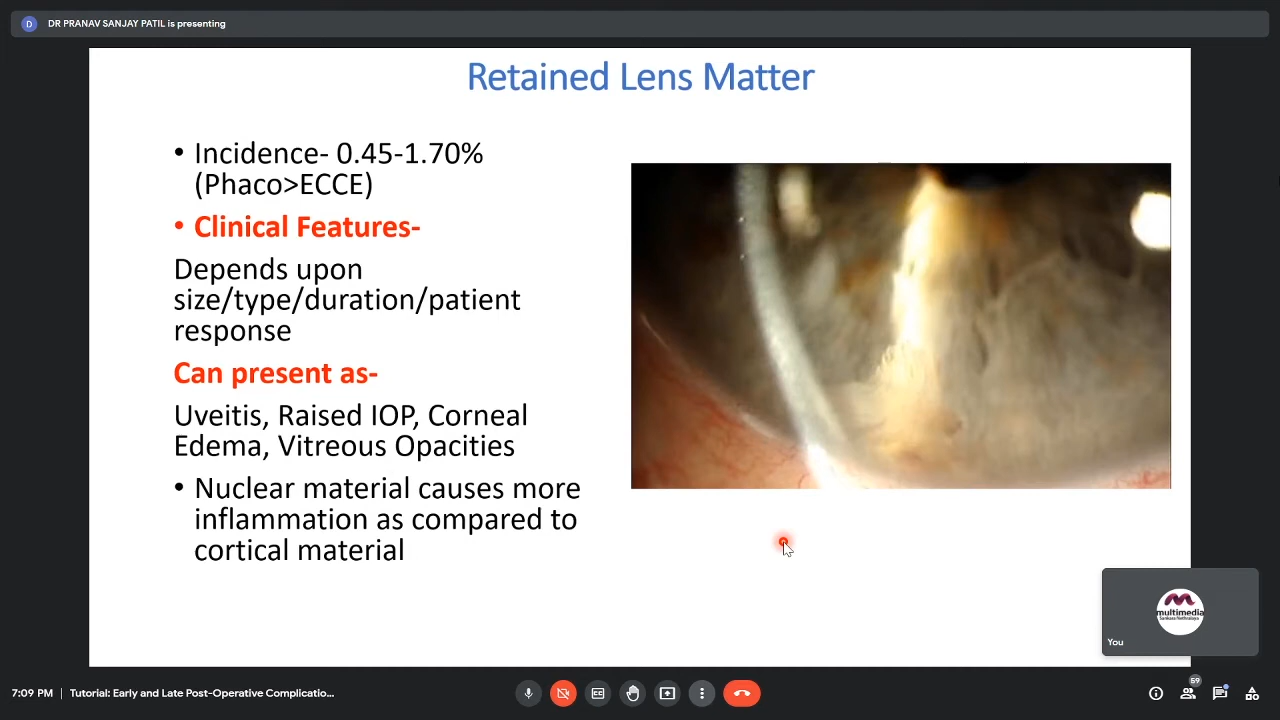 D DR PRANAV SANJAY PATIL is presenting
Retained Lens Matter
• Incidence- 0.45-1.70%
(Phaco>ECCE)
• Clinical Features-
Depends upon
size/type/duration/patient
response
Can present as-
Uveitis, Raised IOP, Corneal
Edema, Vitreous Opacities
• Nuclear material causes more
inflammation as compared to
cortical material
multimedia
Sankara Nethralaya
You
7:09 PM | Tutorial: Early and Late Post-Operative Complicatio...
59